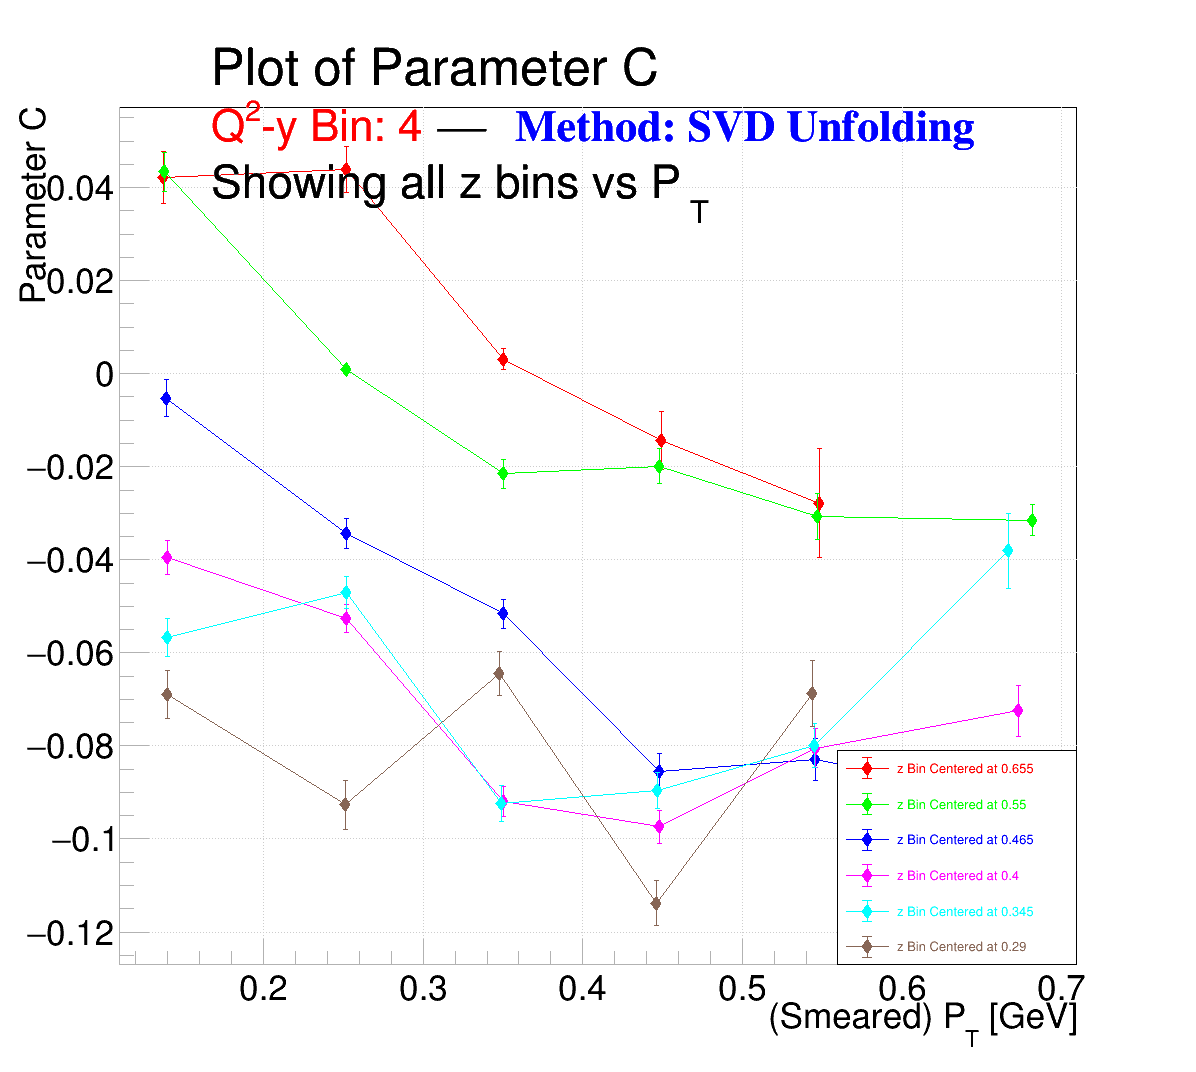 Plot of Parameter C
Q²-y Bin: 4 — Method: SVD Unfolding
Showing all z bins vs P_T
Parameter C
0.04
0.02
0
−0.02
−0.04
−0.06
−0.08
−0.1
−0.12
z Bin Centered at 0.655
z Bin Centered at 0.55
z Bin Centered at 0.465
z Bin Centered at 0.4
z Bin Centered at 0.345
z Bin Centered at 0.29
0.2 0.3 0.4 0.5 0.6 0.7
(Smeared) P_T [GeV]